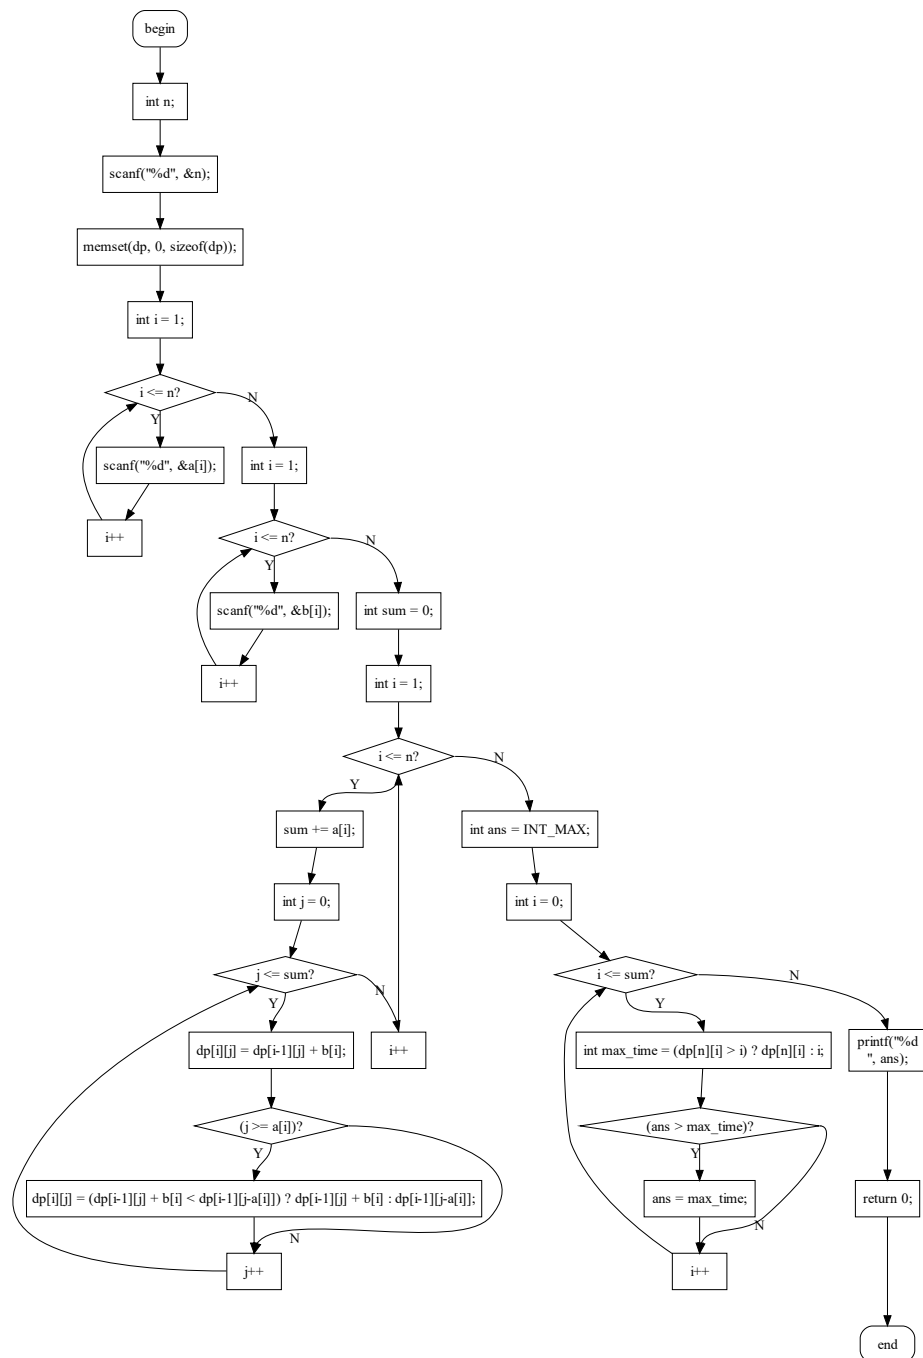 begin
int n;
scanf("%d", &n);
memset(dp, 0, sizeof(dp));
int i = 1;
i <= n?
N
Y
scanf("%d", &a[i]);
int i = 1;
i++
i <= n?
N
Y
scanf("%d", &b[i]);
int sum = 0;
i++
int i = 1;
i <= n?
Y
N
sum += a[i];
int ans = INT_MAX;
int j = 0;
int i = 0;
j <= sum?
i <= sum?
Y
N
Y
N
dp[i][j] = dp[i-1][j] + b[i];
i++
int max_time = (dp[n][i] > i) ? dp[n][i] : i;
printf("%d
", ans);
(j >= a[i])?
(ans > max_time)?
Y
Y
dp[i][j] = (dp[i-1][j] + b[i] < dp[i-1][j-a[i]]) ? dp[i-1][j] + b[i] : dp[i-1][j-a[i]];
ans = max_time;
return 0;
N
N
j++
i++
end